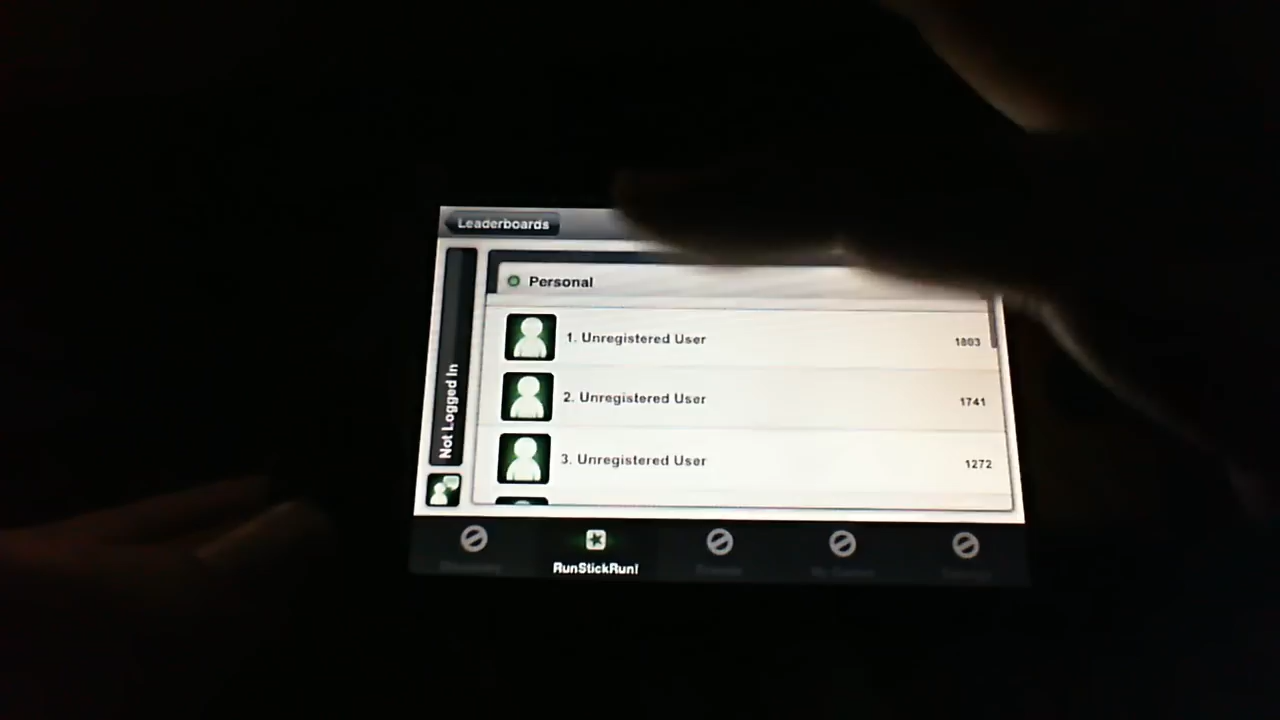 Leaderboards
Not Logged In
Personal
1. Unregistered User 1803
2. Unregistered User 1741
3. Unregistered User 1272
RunStickRun!